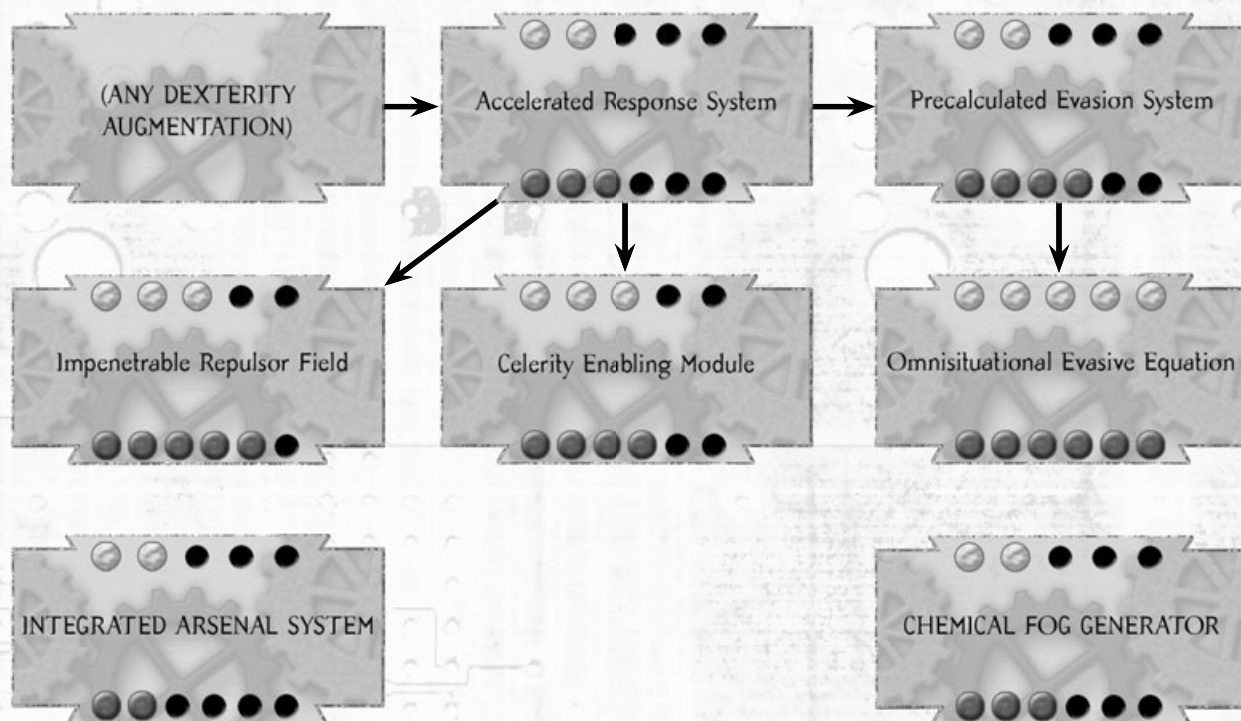 (ANY DEXTERITY
AUGMENTATION)
Accelerated Response System
Precalculated Evasion System
Impenetrable Repulsor Field
Celerity Enabling Module
Omnisituational Evasive Equation
INTEGRATED ARSENAL SYSTEM
CHEMICAL FOG GENERATOR